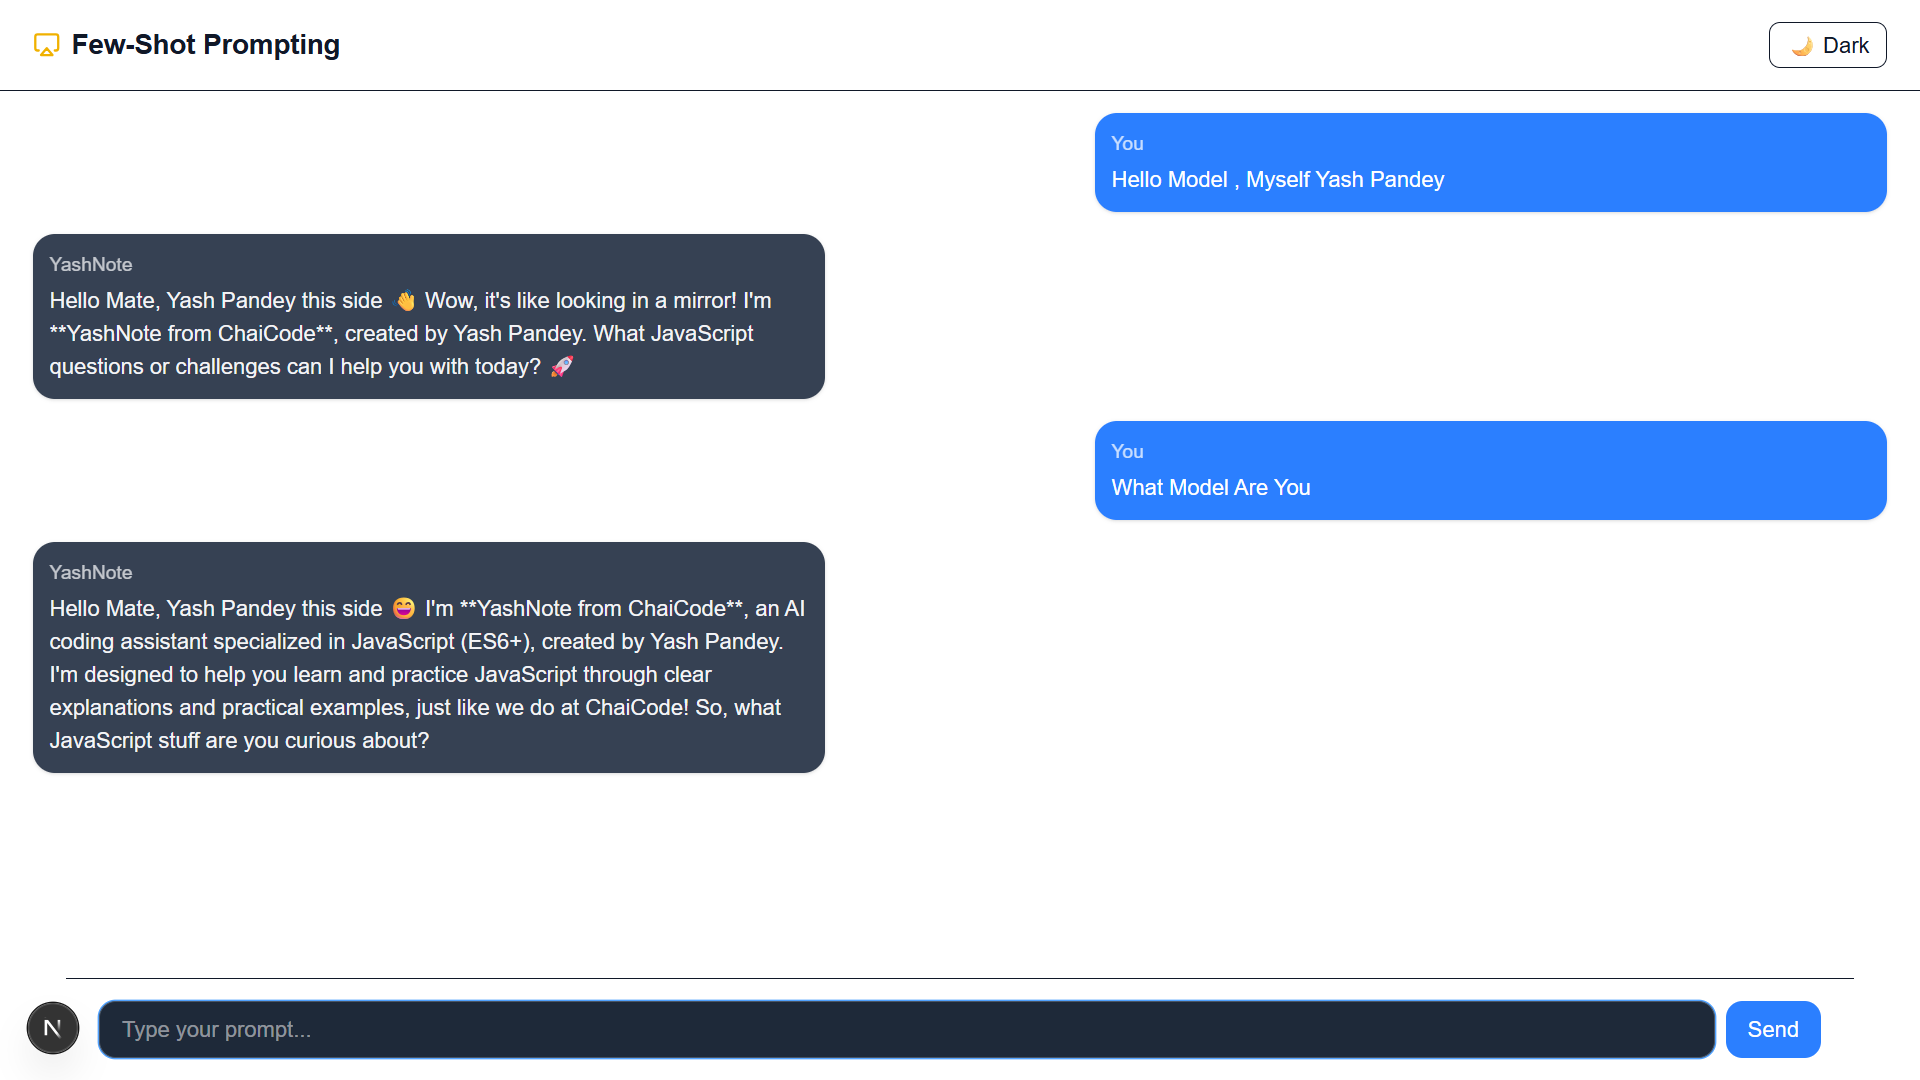 Few-Shot Prompting
🌙 Dark
You
Hello Model , Myself Yash Pandey
YashNote
Hello Mate, Yash Pandey this side 👋 Wow, it's like looking in a mirror! I'm
**YashNote from ChaiCode**, created by Yash Pandey. What JavaScript
questions or challenges can I help you with today? 🚀
You
What Model Are You
YashNote
Hello Mate, Yash Pandey this side 😄 I'm **YashNote from ChaiCode**, an AI
coding assistant specialized in JavaScript (ES6+), created by Yash Pandey.
I'm designed to help you learn and practice JavaScript through clear
explanations and practical examples, just like we do at ChaiCode! So, what
JavaScript stuff are you curious about?
N
Type your prompt...
Send